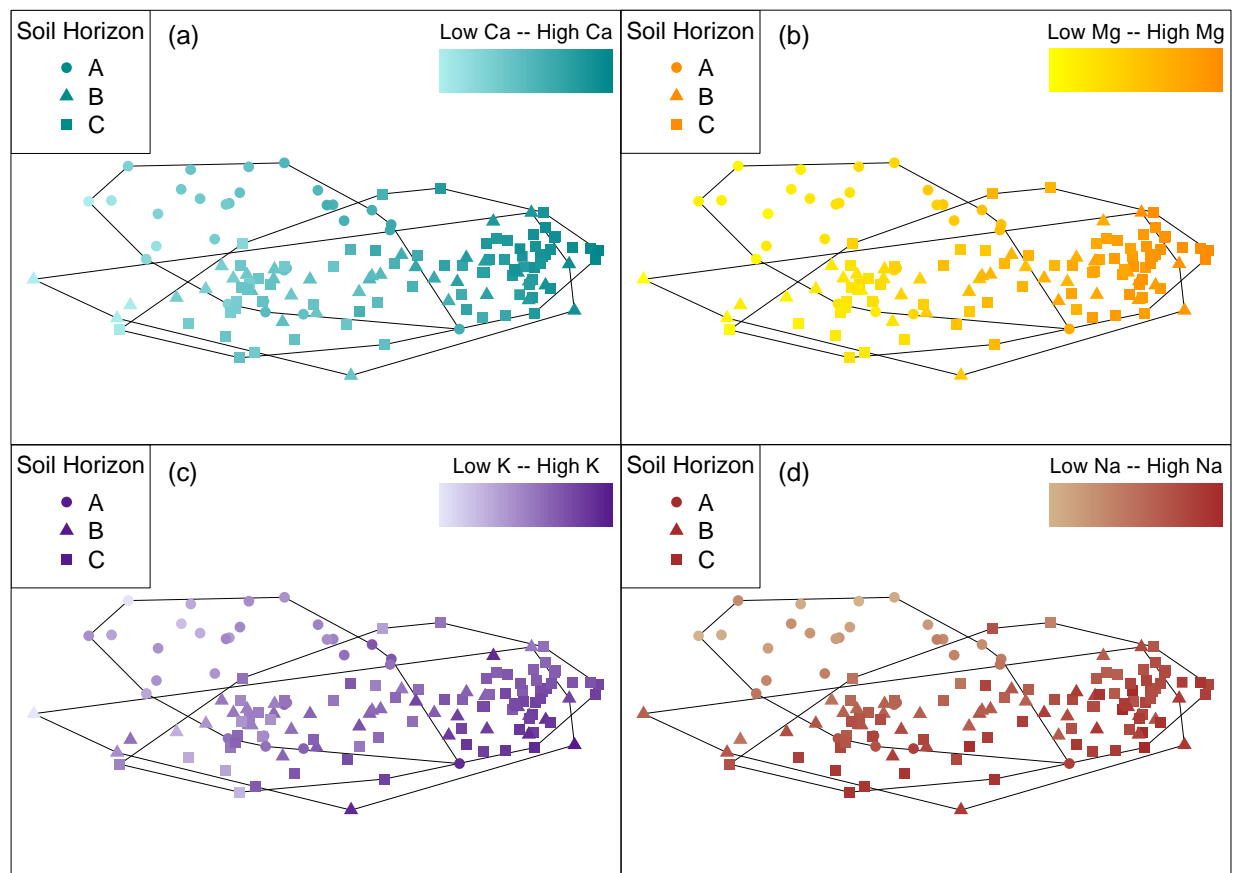 Soil Horizon
A
B
C
(a)
Low Ca -- High Ca
Soil Horizon
A
B
C
(b)
Low Mg -- High Mg
Soil Horizon
A
B
C
(c)
Low K -- High K
Soil Horizon
A
B
C
(d)
Low Na -- High Na